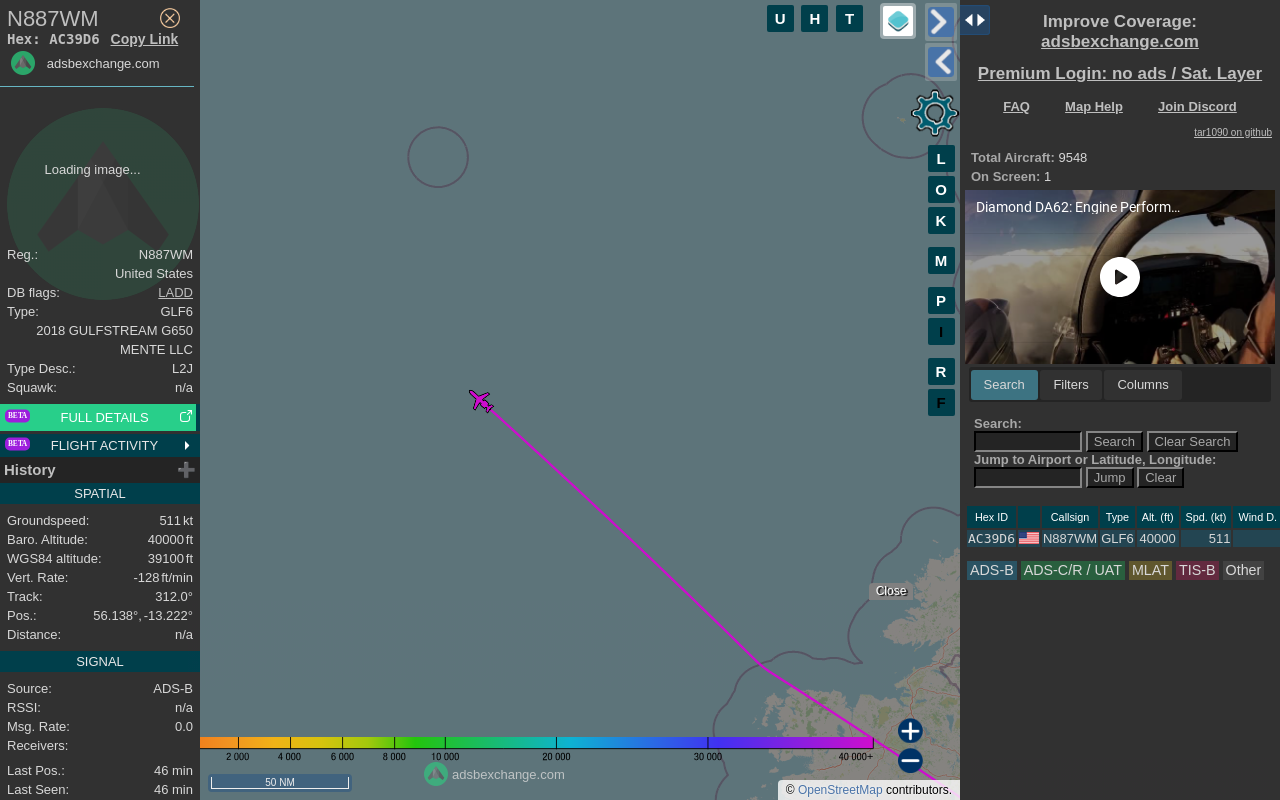 N887WM
Hex: AC39D6 Copy Link
adsbexchange.com
Loading image...
Reg.: N887WM
United States
DB flags: LADD
Type: GLF6
2018 GULFSTREAM G650
MENTE LLC
Type Desc.: L2J
Squawk: n/a
BETA FULL DETAILS
BETA FLIGHT ACTIVITY
History
SPATIAL
Groundspeed: 511 kt
Baro. Altitude: 40000 ft
WGS84 altitude: 39100 ft
Vert. Rate: -128 ft/min
Track: 312.0°
Pos.: 56.138°, -13.222°
Distance: n/a
SIGNAL
Source: ADS-B
RSSI: n/a
Msg. Rate: 0.0
Receivers:
Last Pos.: 46 min
Last Seen: 46 min
U H T
L
O
K
M
P
I
R
F
Close
2 000 4 000 6 000 8 000 10 000 20 000 30 000 40 000+
adsbexchange.com
50 NM
© OpenStreetMap contributors.
Improve Coverage:
adsbexchange.com
Premium Login: no ads / Sat. Layer
FAQ Map Help Join Discord
tar1090 on github
Total Aircraft: 9548
On Screen: 1
Diamond DA62: Engine Perform...
Search Filters Columns
Search:
Search Clear Search
Jump to Airport or Latitude, Longitude:
Jump Clear
Hex ID Callsign Type Alt. (ft) Spd. (kt) Wind D.
AC39D6 N887WM GLF6 40000 511
ADS-B ADS-C/R / UAT MLAT TIS-B Other